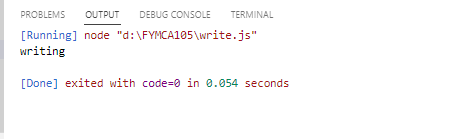 PROBLEMS OUTPUT DEBUG CONSOLE TERMINAL
[Running] node "d:\FYMCA105\write.js"
writing
[Done] exited with code=0 in 0.054 seconds